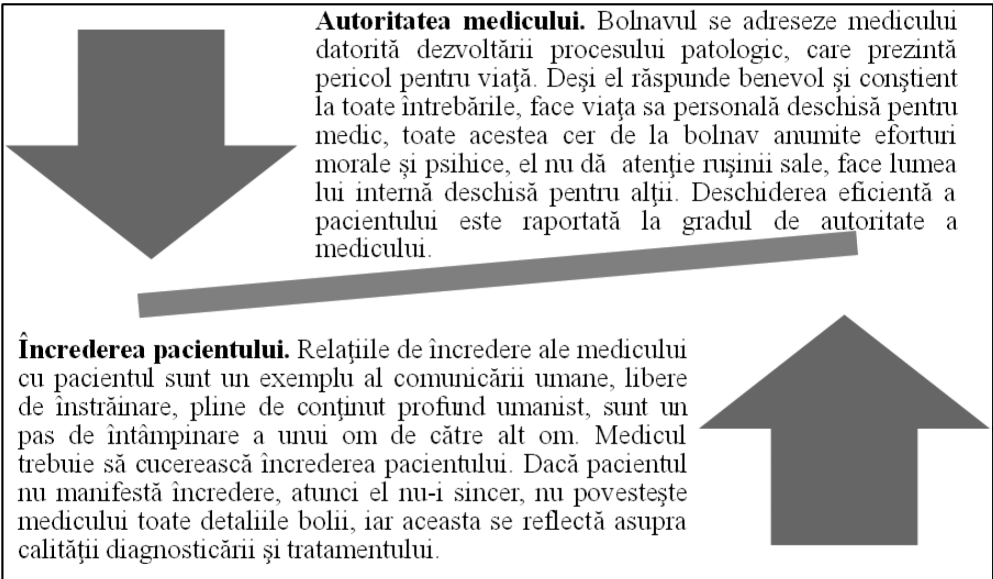 Autoritatea medicului. Bolnavul se adreseze medicului
datorită dezvoltării procesului patologic, care prezintă
pericol pentru viaţă. Deşi el răspunde benevol şi conştient
la toate întrebările, face viaţa sa personală deschisă pentru
medic, toate acestea cer de la bolnav anumite eforturi
morale şi psihice, el nu dă atenţie ruşinii sale, face lumea
lui internă deschisă pentru alţii. Deschiderea eficientă a
pacientului este raportată la gradul de autoritate a
medicului.
Încrederea pacientului. Relaţiile de încredere ale medicului
cu pacientul sunt un exemplu al comunicării umane, libere
de înstrăinare, pline de conţinut profund umanist, sunt un
pas de întâmpinare a unui om de către alt om. Medicul
trebuie să cucerească încrederea pacientului. Dacă pacientul
nu manifestă încredere, atunci el nu-i sincer, nu povesteşte
medicului toate detaliile bolii, iar aceasta se reflectă asupra
calităţii diagnosticării şi tratamentului.